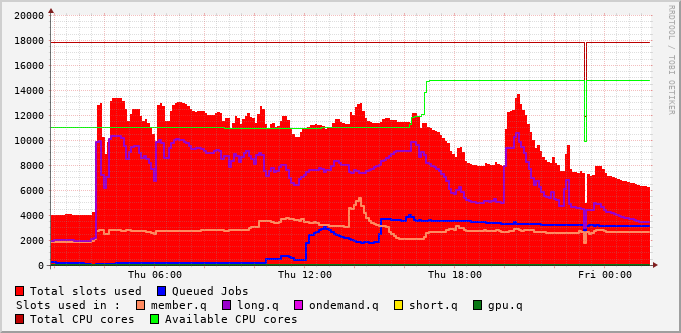 20000
18000
16000
14000
12000
10000
8000
6000
4000
2000
0
Thu 06:00 Thu 12:00 Thu 18:00 Fri 00:00
RRDTOOL / TOBI OETIKER
Total slots used Queued Jobs
Slots used in : member.q long.q ondemand.q short.q gpu.q
Total CPU cores Available CPU cores